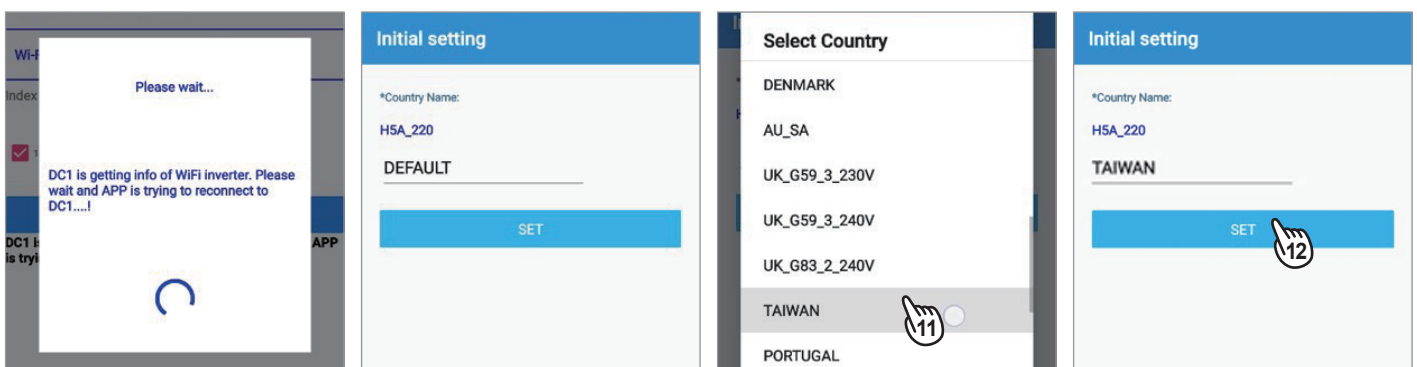 Wi-F
Index
Please wait...
1
DC1 is getting info of WiFi inverter. Please
wait and APP is trying to reconnect to
DC1....!
DC1 i
APP
is tryi
Initial setting
*Country Name:
H5A_220
DEFAULT
SET
Select Country
DENMARK
AU_SA
UK_G59_3_230V
UK_G59_3_240V
UK_G83_2_240V
TAIWAN
11
PORTUGAL
Initial setting
*Country Name:
H5A_220
TAIWAN
SET
12